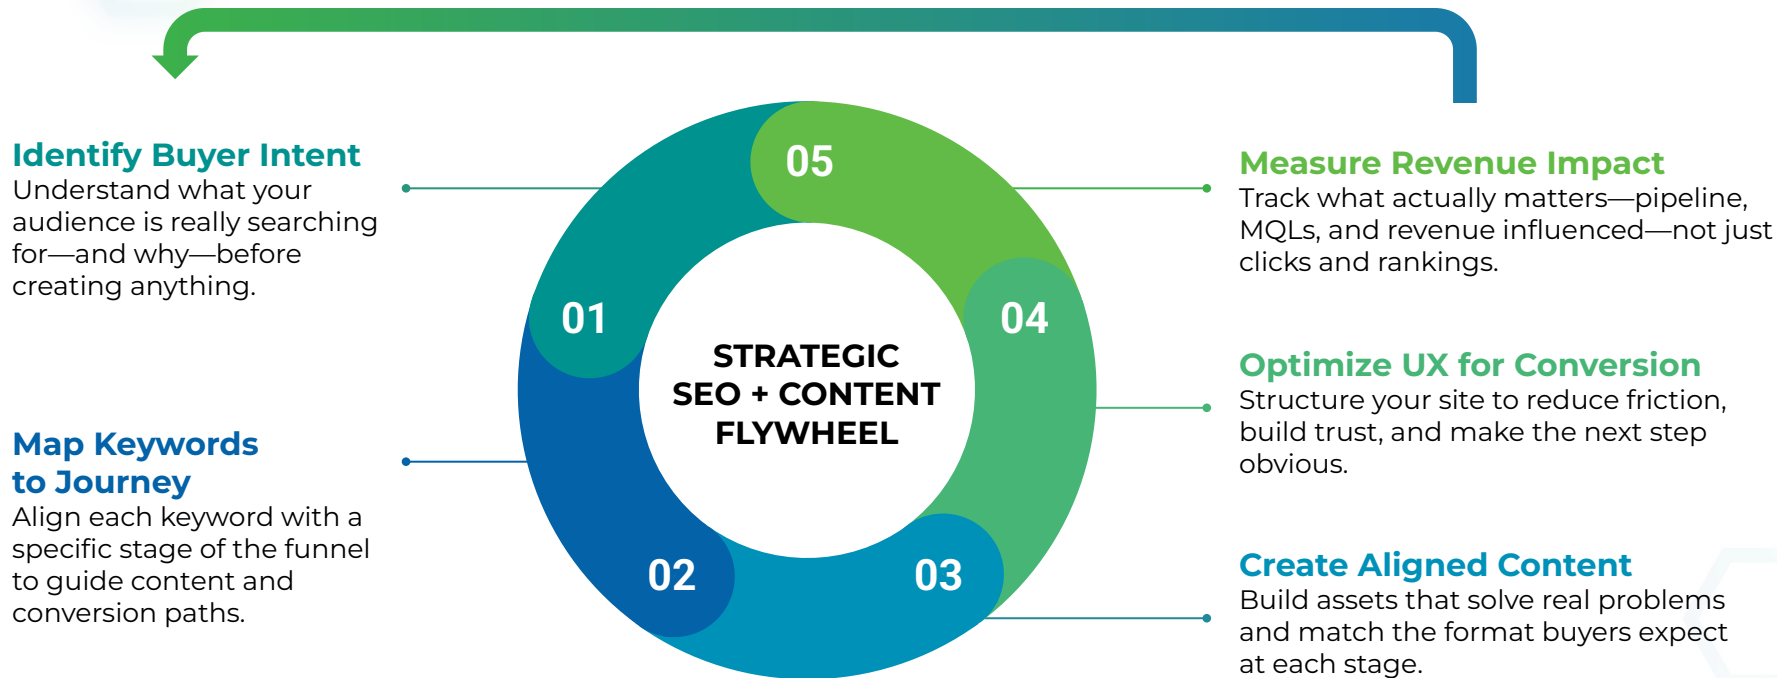 Identify Buyer Intent
Understand what your
audience is really searching
for—and why—before
creating anything.
Map Keywords
to Journey
Align each keyword with a
specific stage of the funnel
to guide content and
conversion paths.
01
02
03
04
05
STRATEGIC
SEO + CONTENT
FLYWHEEL
Measure Revenue Impact
Track what actually matters—pipeline,
MQLs, and revenue influenced—not just
clicks and rankings.
Optimize UX for Conversion
Structure your site to reduce friction,
build trust, and make the next step
obvious.
Create Aligned Content
Build assets that solve real problems
and match the format buyers expect
at each stage.